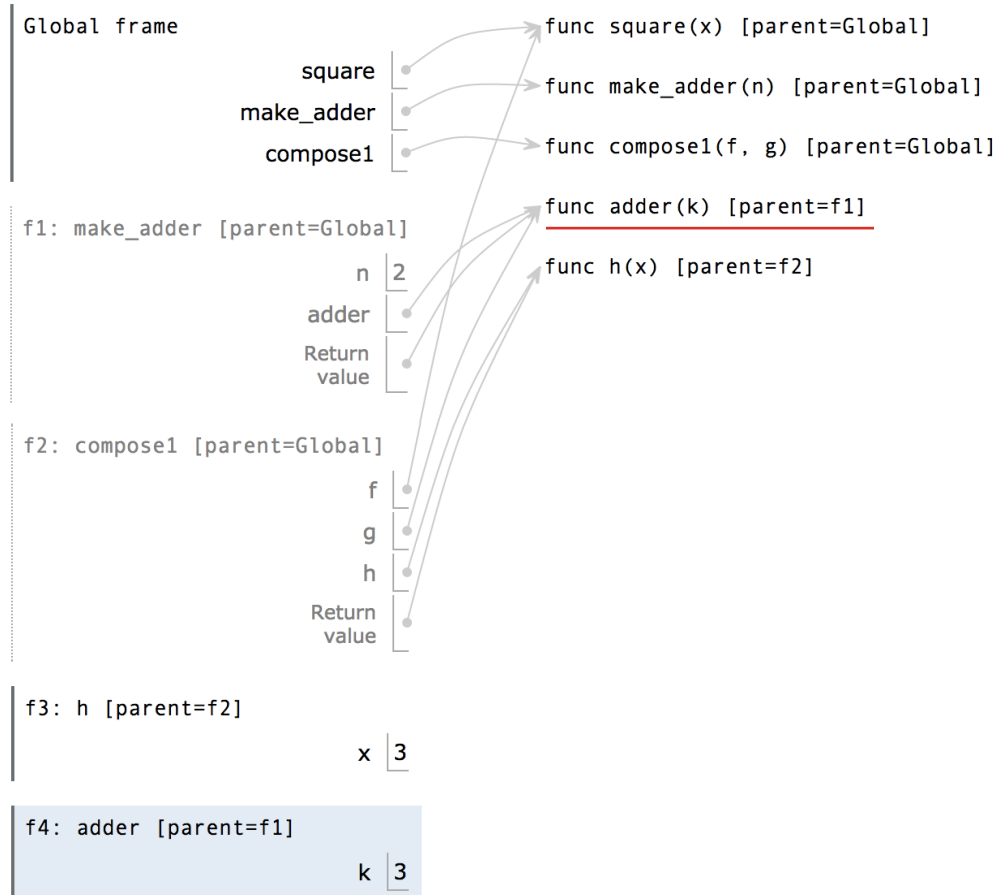 Global frame
square
make_adder
compose1
func square(x) [parent=Global]
func make_adder(n) [parent=Global]
func compose1(f, g) [parent=Global]
func adder(k) [parent=f1]
func h(x) [parent=f2]
f1: make_adder [parent=Global]
n 2
adder
Return
value
f2: compose1 [parent=Global]
f
g
h
Return
value
f3: h [parent=f2]
x 3
f4: adder [parent=f1]
k 3